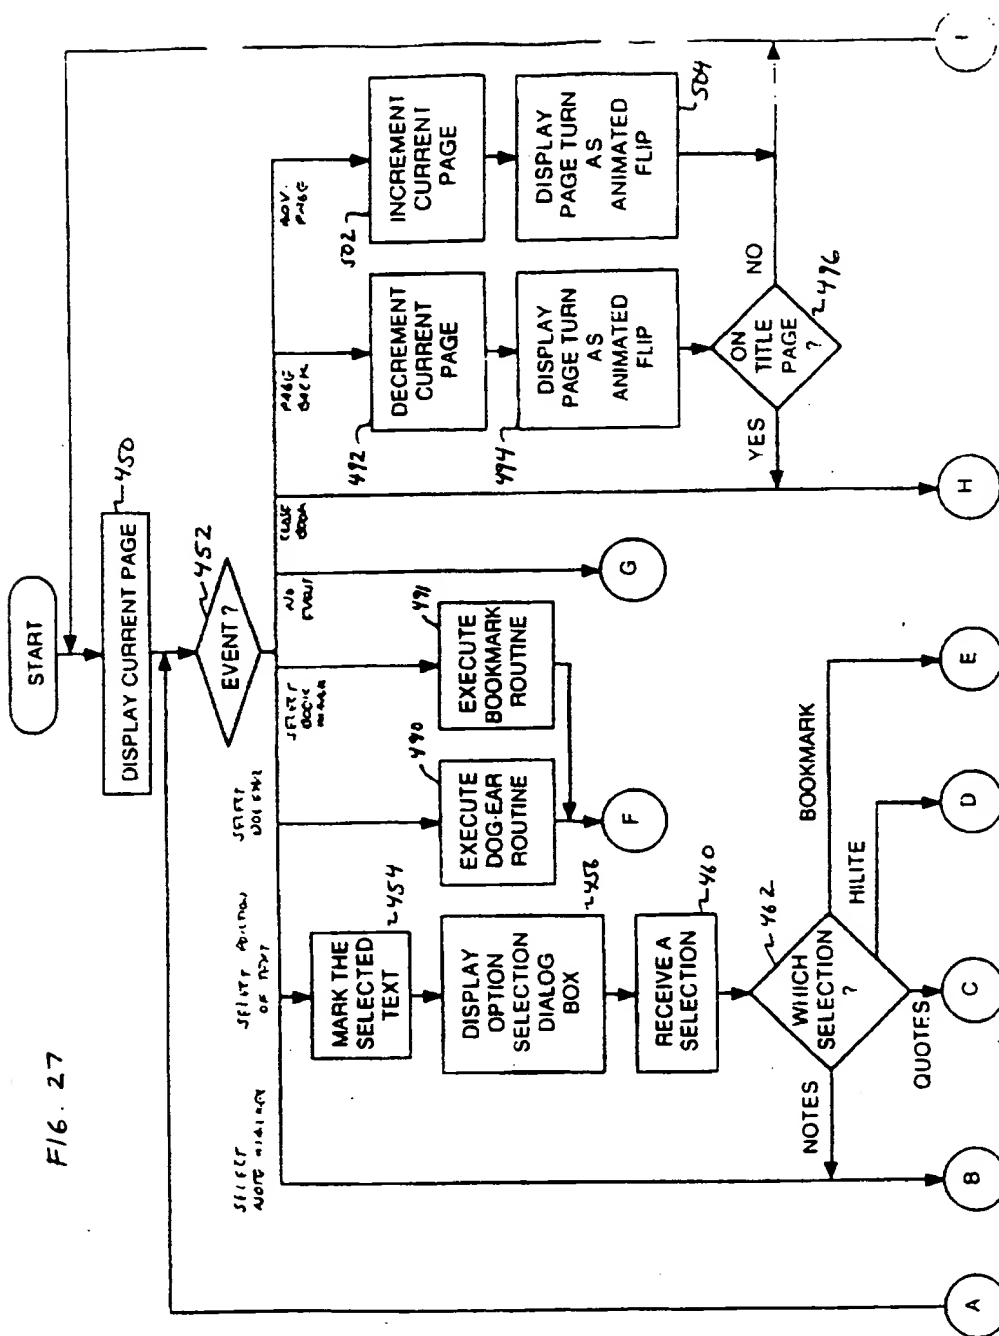 FIG. 27
START
DISPLAY CURRENT PAGE
450
EVENT ?
452
SELECT
NOTE
SELECT PORTION
OF TEXT
SELECT
DOG EAR
SELECT
BOOK
MARK
NO
EVENT
CLOSE
BOOK
PAGE
BACK
ADV.
PAGE
MARK THE
SELECTED
TEXT
454
DISPLAY
OPTION
SELECTION
DIALOG
BOX
RECEIVE A
SELECTION
460
WHICH
SELECTION
?
462
NOTES
QUOTES
HILITE
BOOKMARK
490
EXECUTE
DOG-EAR
ROUTINE
491
EXECUTE
BOOKMARK
ROUTINE
492
DECREMENT
CURRENT
PAGE
494
DISPLAY
PAGE TURN
AS
ANIMATED
FLIP
ON
TITLE
PAGE
?
496
YES
NO
502
INCREMENT
CURRENT
PAGE
DISPLAY
PAGE TURN
AS
ANIMATED
FLIP
504
A
B
C
D
E
F
G
H
I